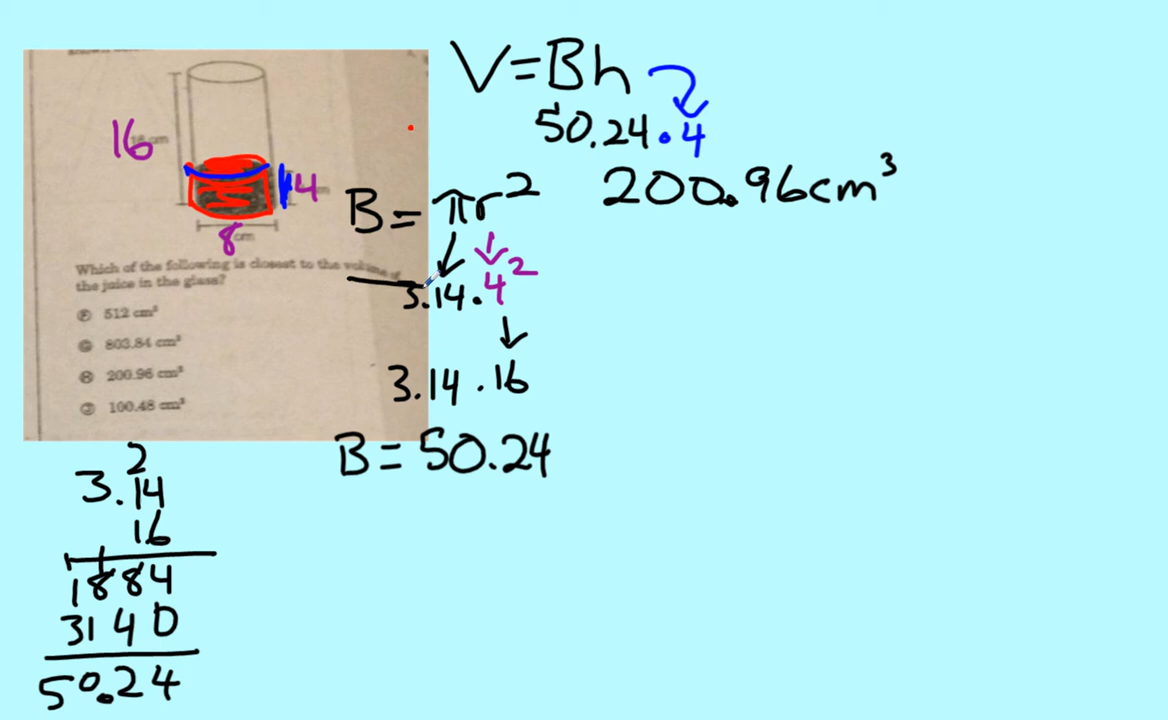 V=Bh
50.24·4
200.96cm³
16
4
8 cm
B=πr²
3.14·4²
3.14·16
B=50.24
Which of the following is closest to the volume of
the juice in the glass?
Ⓕ 512 cm³
Ⓖ 803.84 cm³
Ⓗ 200.96 cm³
Ⓙ 100.48 cm³
2
3.14
16
1
1884
3140
50.24